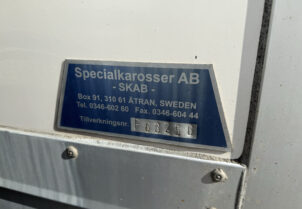 Specialkarosser AB
- SKAB -
Box 91, 310 61 ÄTRAN, SWEDEN
Tel. 0346-602 60 Fax. 0346-604 44
Tillverkningsnr.